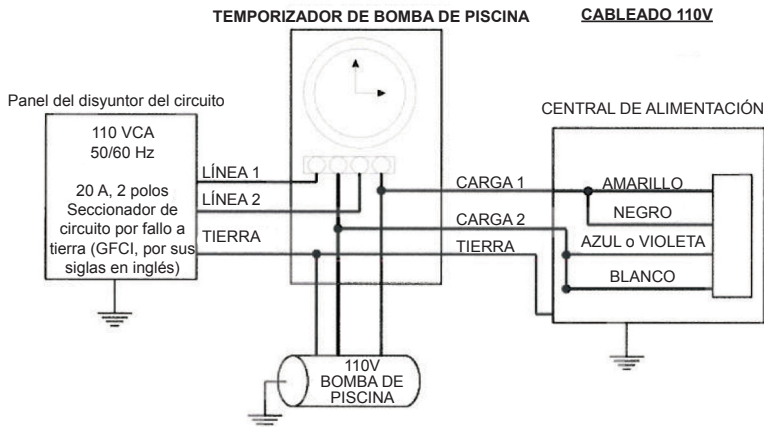 TEMPORIZADOR DE BOMBA DE PISCINA
CABLEADO 110V
Panel del disyuntor del circuito
110 VCA
50/60 Hz
20 A, 2 polos
Seccionador de
circuito por fallo a
tierra (GFCI, por sus
siglas en inglés)
LÍNEA 1
LÍNEA 2
TIERRA
CARGA 1
CARGA 2
TIERRA
CENTRAL DE ALIMENTACIÓN
AMARILLO
NEGRO
AZUL o VIOLETA
BLANCO
110V
BOMBA DE
PISCINA